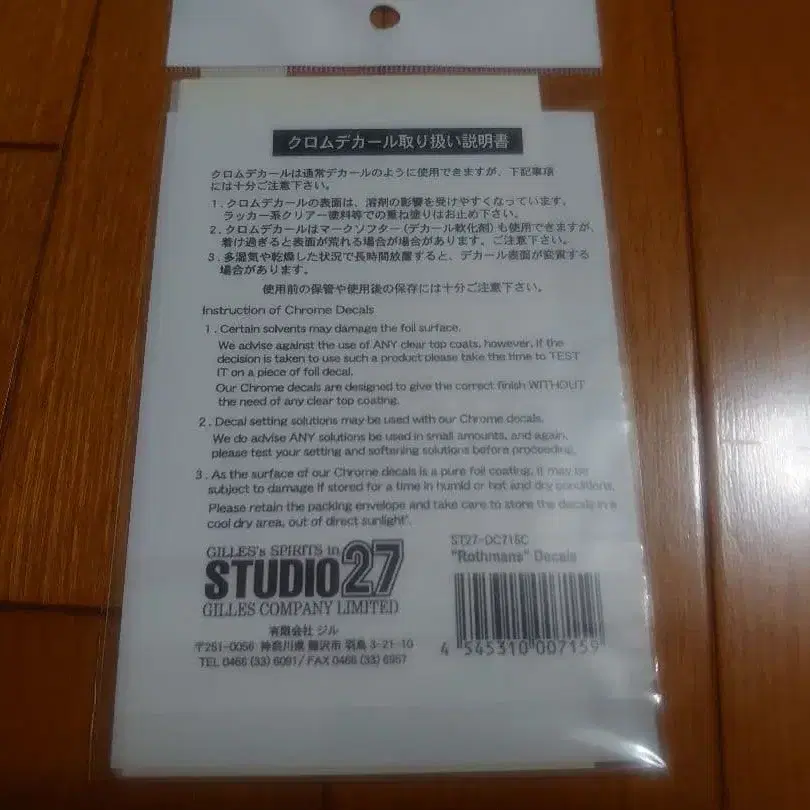 クロムデカール取り扱い説明書
クロムデカールは通常デカールのように使用できますが、下記事項
には十分ご注意下さい。
1．クロムデカールの表面は、溶剤の影響を受けやすくなっています。
ラッカー系クリアー塗料等での重ね塗りはお止め下さい。
2．クロムデカールはマークソフター（デカール軟化剤）も使用できますが、
着け過ぎると表面が荒れる場合が場合があります。ご注意下さい。
3．多湿気や乾燥した状況で長時間放置すると、デカール表面が変質する
場合があります。
使用前の保管や使用後の保存には十分ご注意下さい。
Instruction of Chrome Decals
1．Certain solvents may damage the foil surface.
We advise against the use of ANY clear top coats, however, if the
decision is taken to use such a product please take the time to TEST
IT on a piece of foil decal.
Our Chrome decals are designed to give the correct finish WITHOUT
the need of any clear top coating.
2．Decal setting solutions may be used with our Chrome decals.
We do advise ANY solutions be used in small amounts, and again,
please test your setting and softening solutions before proceeding.
3．As the surface of our Chrome decals is a pure foil coating, it may be
subject to damage if stored for a time in humid or hot and dry conditions.
Please retain the packing envelope and take care to store the decals in a
cool dry area, out of direct sunlight'.
GILLES's SPIRITS in
STUDIO27
GILLES COMPANY LIMITED
有限会社 ジル
〒251-0056 神奈川県 藤沢市 羽鳥 3-21-10
TEL 0466 (33) 6091/ FAX 0466 (33) 6957
ST27-DC715C
"Rothmans" Decals
4 545310 007159